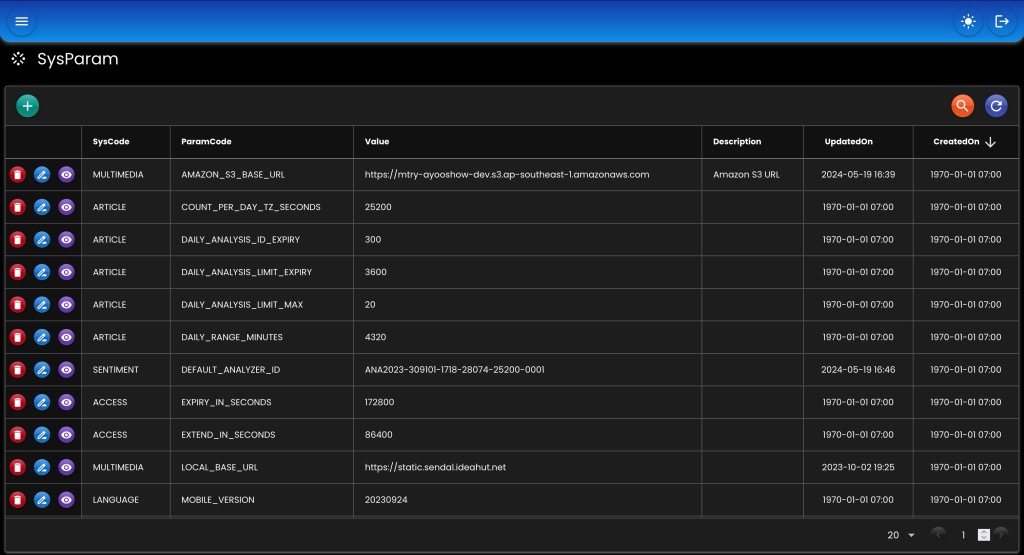 SysParam
SysCode ParamCode Value Description UpdatedOn CreatedOn
MULTIMEDIA AMAZON_S3_BASE_URL https://mtry-ayooshow-dev.s3.ap-southeast-1.amazonaws.com Amazon S3 URL 2024-05-19 16:39 1970-01-01 07:00
ARTICLE COUNT_PER_DAY_TZ_SECONDS 25200 1970-01-01 07:00 1970-01-01 07:00
ARTICLE DAILY_ANALYSIS_ID_EXPIRY 300 1970-01-01 07:00 1970-01-01 07:00
ARTICLE DAILY_ANALYSIS_LIMIT_EXPIRY 3600 1970-01-01 07:00 1970-01-01 07:00
ARTICLE DAILY_ANALYSIS_LIMIT_MAX 20 1970-01-01 07:00 1970-01-01 07:00
ARTICLE DAILY_RANGE_MINUTES 4320 1970-01-01 07:00 1970-01-01 07:00
SENTIMENT DEFAULT_ANALYZER_ID ANA2023-309101-1718-28074-25200-0001 2024-05-19 16:46 1970-01-01 07:00
ACCESS EXPIRY_IN_SECONDS 172800 1970-01-01 07:00 1970-01-01 07:00
ACCESS EXTEND_IN_SECONDS 86400 1970-01-01 07:00 1970-01-01 07:00
MULTIMEDIA LOCAL_BASE_URL https://static.sendal.ideahut.net 2023-10-02 19:25 1970-01-01 07:00
LANGUAGE MOBILE_VERSION 20230924 1970-01-01 07:00 1970-01-01 07:00
20 1